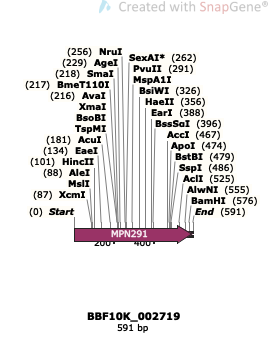 Created with SnapGene®
(256) NruI
(229) AgeI
(218) SmaI
(217) BmeT110I
(216) AvaI
XmaI
BsoBI
TspMI
(181) AcuI
(134) EaeI
(101) HincII
(88) AleI
MslI
(87) XcmI
(0) Start
SexAI* (262)
PvuII (291)
MspA1I
BsiWI (326)
HaeII (356)
EarI (388)
BssSαI (396)
AccI (467)
ApoI (474)
BstBI (479)
SspI (486)
AclI (525)
AlwNI (555)
BamHI (576)
End (591)
MPN291
200 400
BBF10K_002719
591 bp